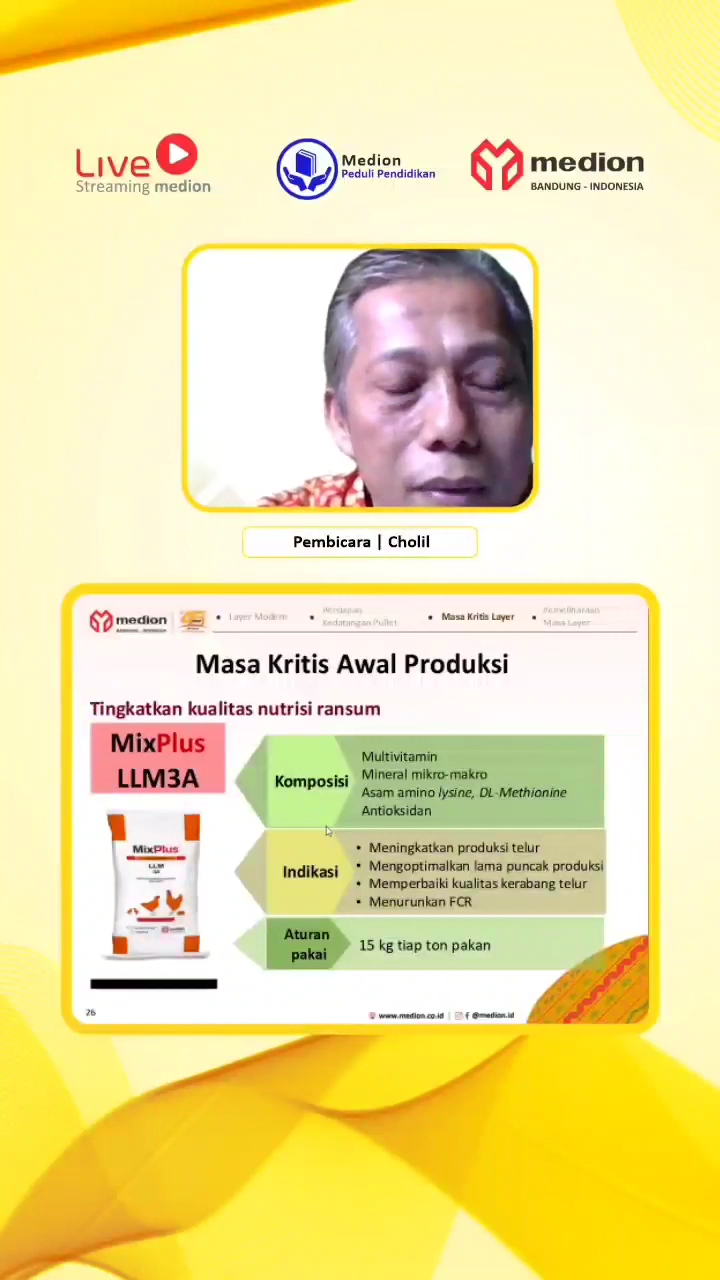 Live
Streaming medion
Medion
Peduli Pendidikan
medion
BANDUNG - INDONESIA
Pembicara | Cholil
medion
BANDUNG - INDONESIA
• Layer Modern
• Persiapan
Kedatangan Pullet
• Masa Kritis Layer
• Pemeliharaan
Masa Layer
Masa Kritis Awal Produksi
Tingkatkan kualitas nutrisi ransum
MixPlus
LLM3A
Komposisi
Multivitamin
Mineral mikro-makro
Asam amino lysine, DL-Methionine
Antioksidan
MixPlus
LLM
3A
Indikasi
• Meningkatkan produksi telur
• Mengoptimalkan lama puncak produksi
• Memperbaiki kualitas kerabang telur
• Menurunkan FCR
Aturan
pakai
15 kg tiap ton pakan
26
www.medion.co.id | @medion.id